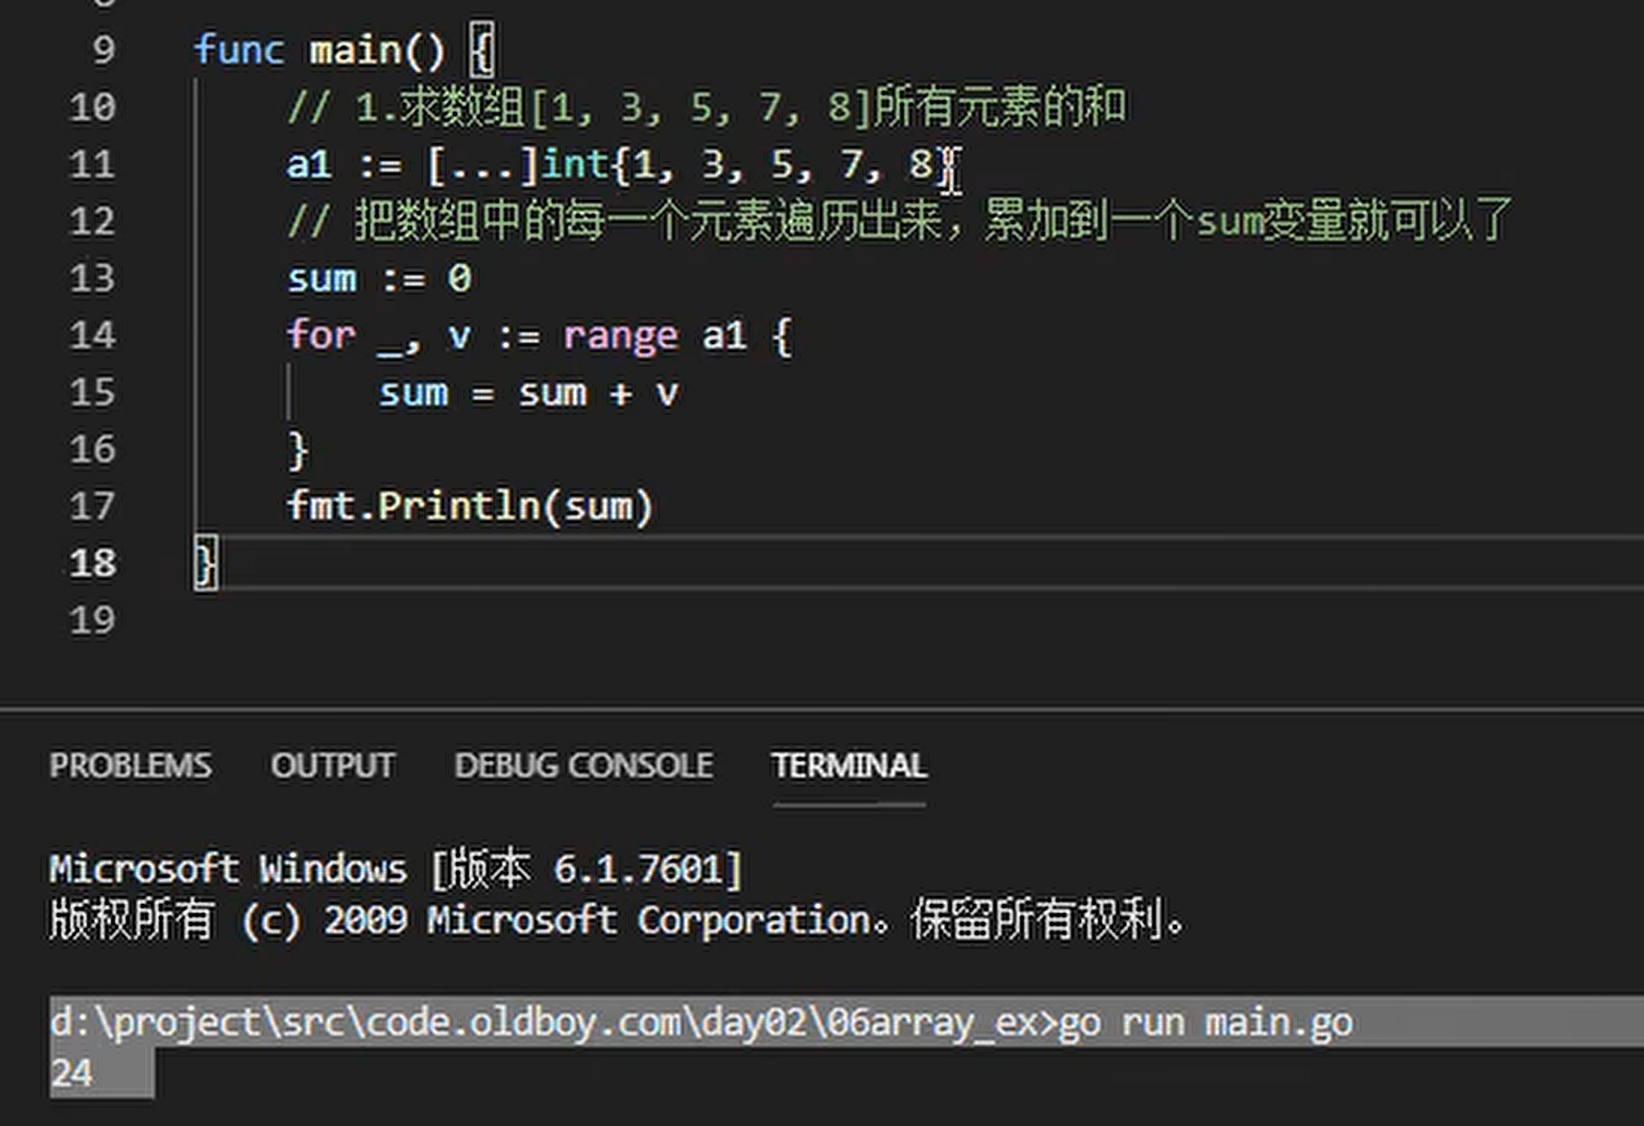 9 func main() {
10 // 1.求数组[1, 3, 5, 7, 8]所有元素的和
11 a1 := [...]int{1, 3, 5, 7, 8}
12 // 把数组中的每一个元素遍历出来，累加到一个sum变量就可以了
13 sum := 0
14 for _, v := range a1 {
15 sum = sum + v
16 }
17 fmt.Println(sum)
18 }
19
PROBLEMS OUTPUT DEBUG CONSOLE TERMINAL
Microsoft Windows [版本 6.1.7601]
版权所有 (c) 2009 Microsoft Corporation。保留所有权利。
d:\project\src\code.oldboy.com\day02\06array_ex>go run main.go
24